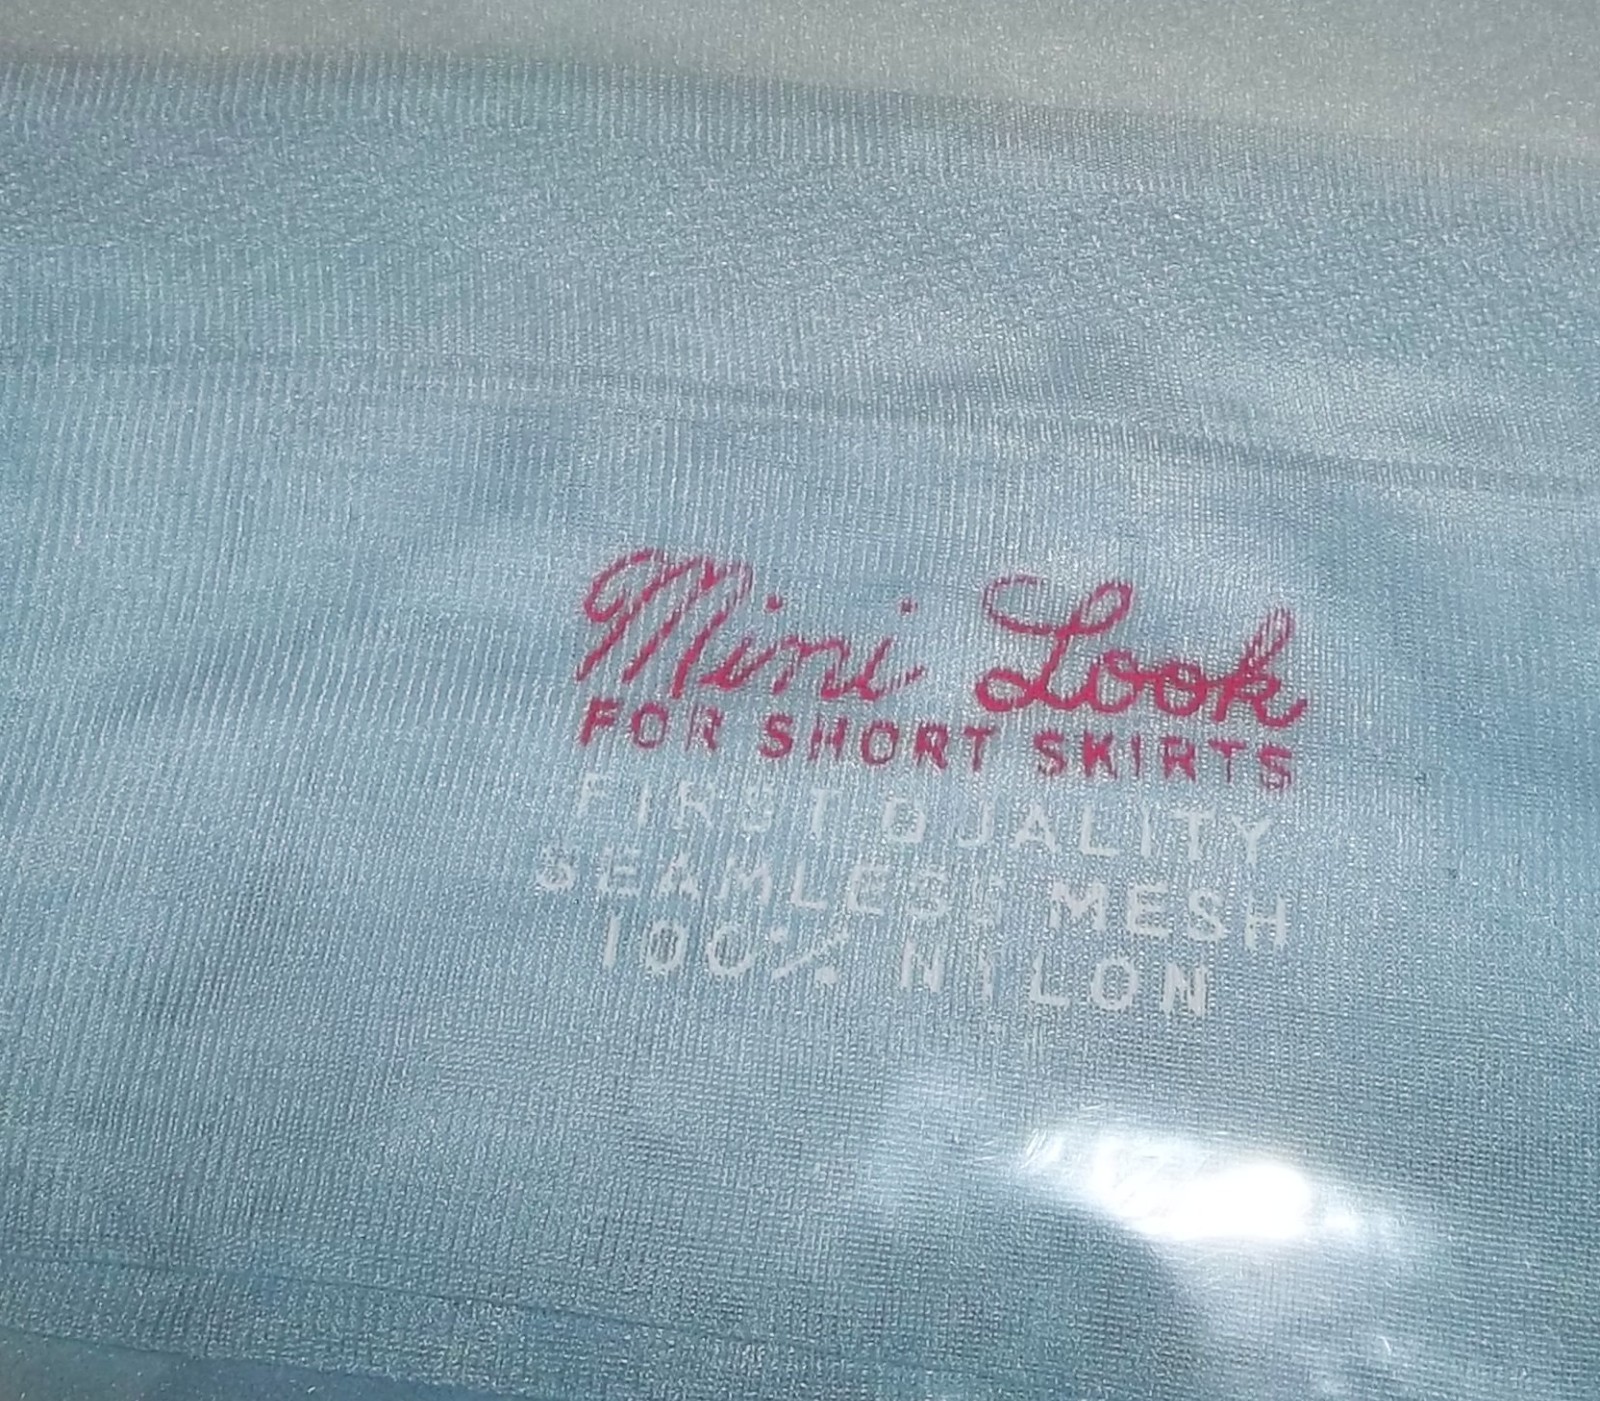 Mini Look
FOR SHORT SKIRTS
FIRST QUALITY
SEAMLESS MESH
100% NYLON